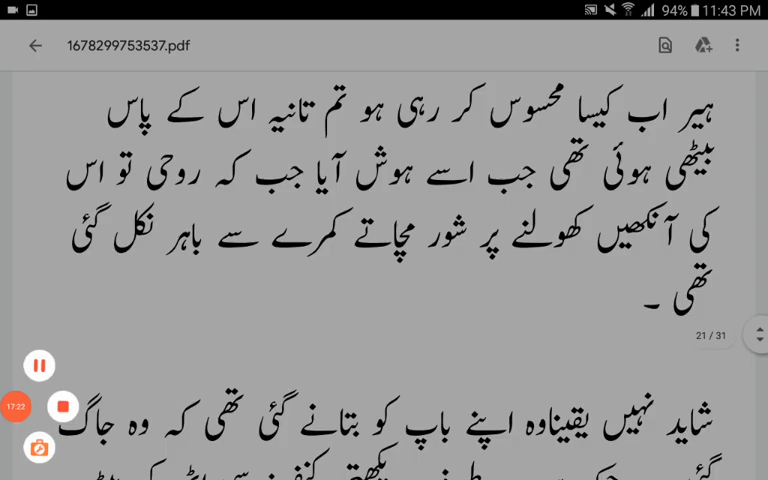 94% 11:43 PM
1678299753537.pdf
ہیر اب کیسا محسوس کر رہی ہو تم تانیہ اس کے پاس
بیٹھی ہوئی تھی جب اسے ہوش آیا جب کہ روحی تو اس
کی آنکھیں کھولنے پر شور مچاتے کمرے سے باہر نکل گئی
تھی ۔
21 / 31
شاید نہیں یقیناوہ اپنے باپ کو بتانے گئی تھی کہ وہ جاگ
17:22